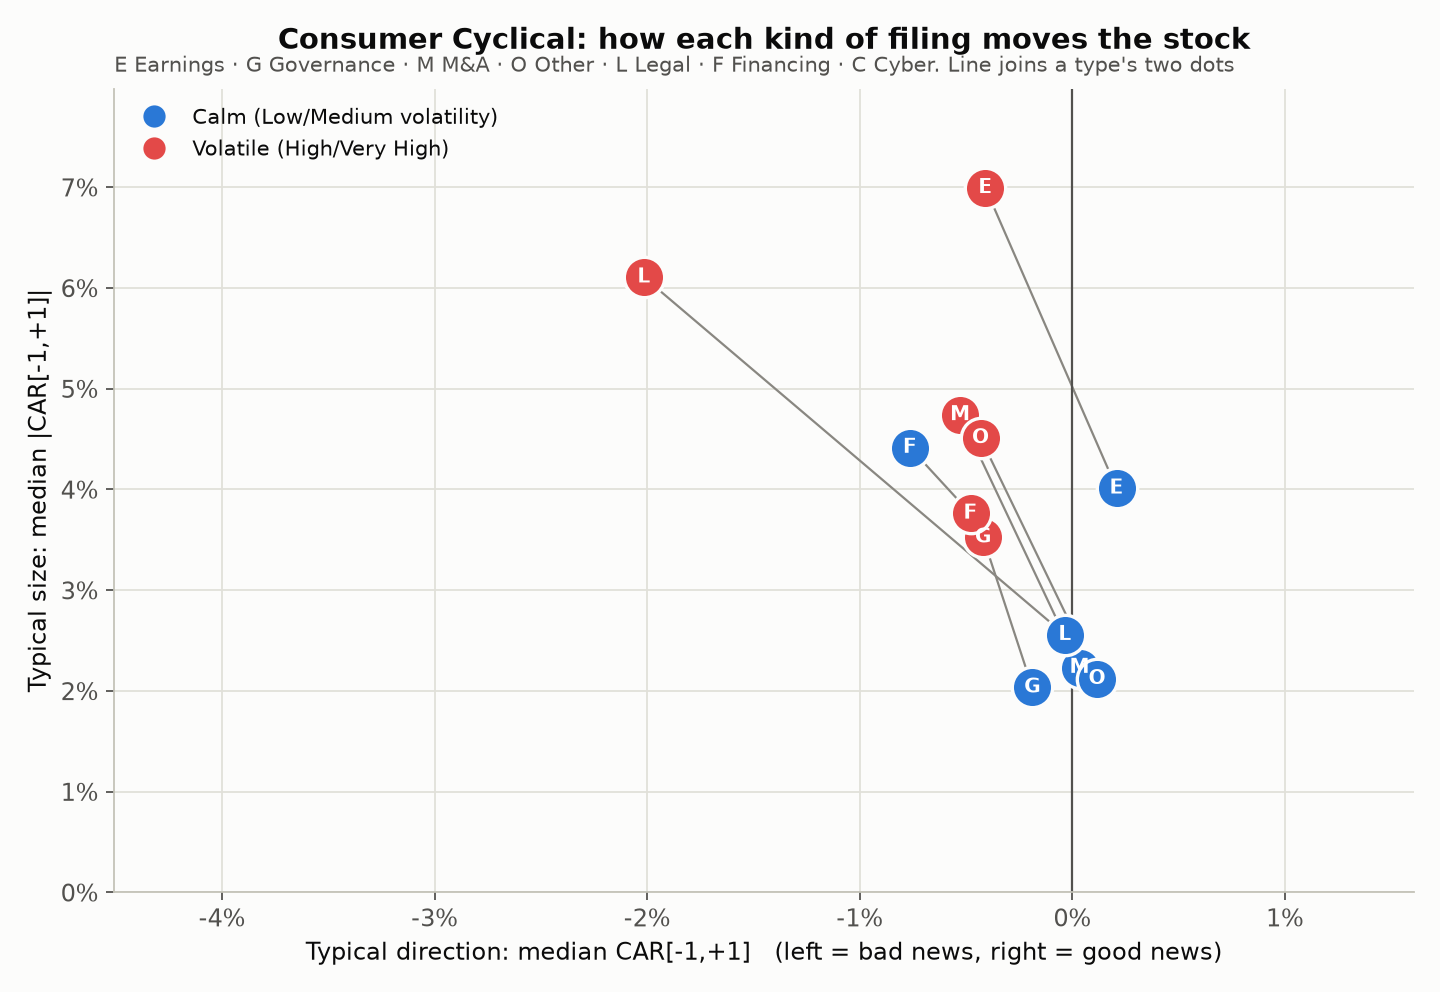 Consumer Cyclical: how each kind of filing moves the stock
E Earnings · G Governance · M M&A · O Other · L Legal · F Financing · C Cyber. Line joins a type's two dots
Calm (Low/Medium volatility)
Volatile (High/Very High)
Typical size: median |CAR[-1,+1]|
7%
6%
5%
4%
3%
2%
1%
0%
E
L
M
O
F
E
F
G
L
M
O
G
-4%
-3%
-2%
-1%
0%
1%
Typical direction: median CAR[-1,+1]   (left = bad news, right = good news)